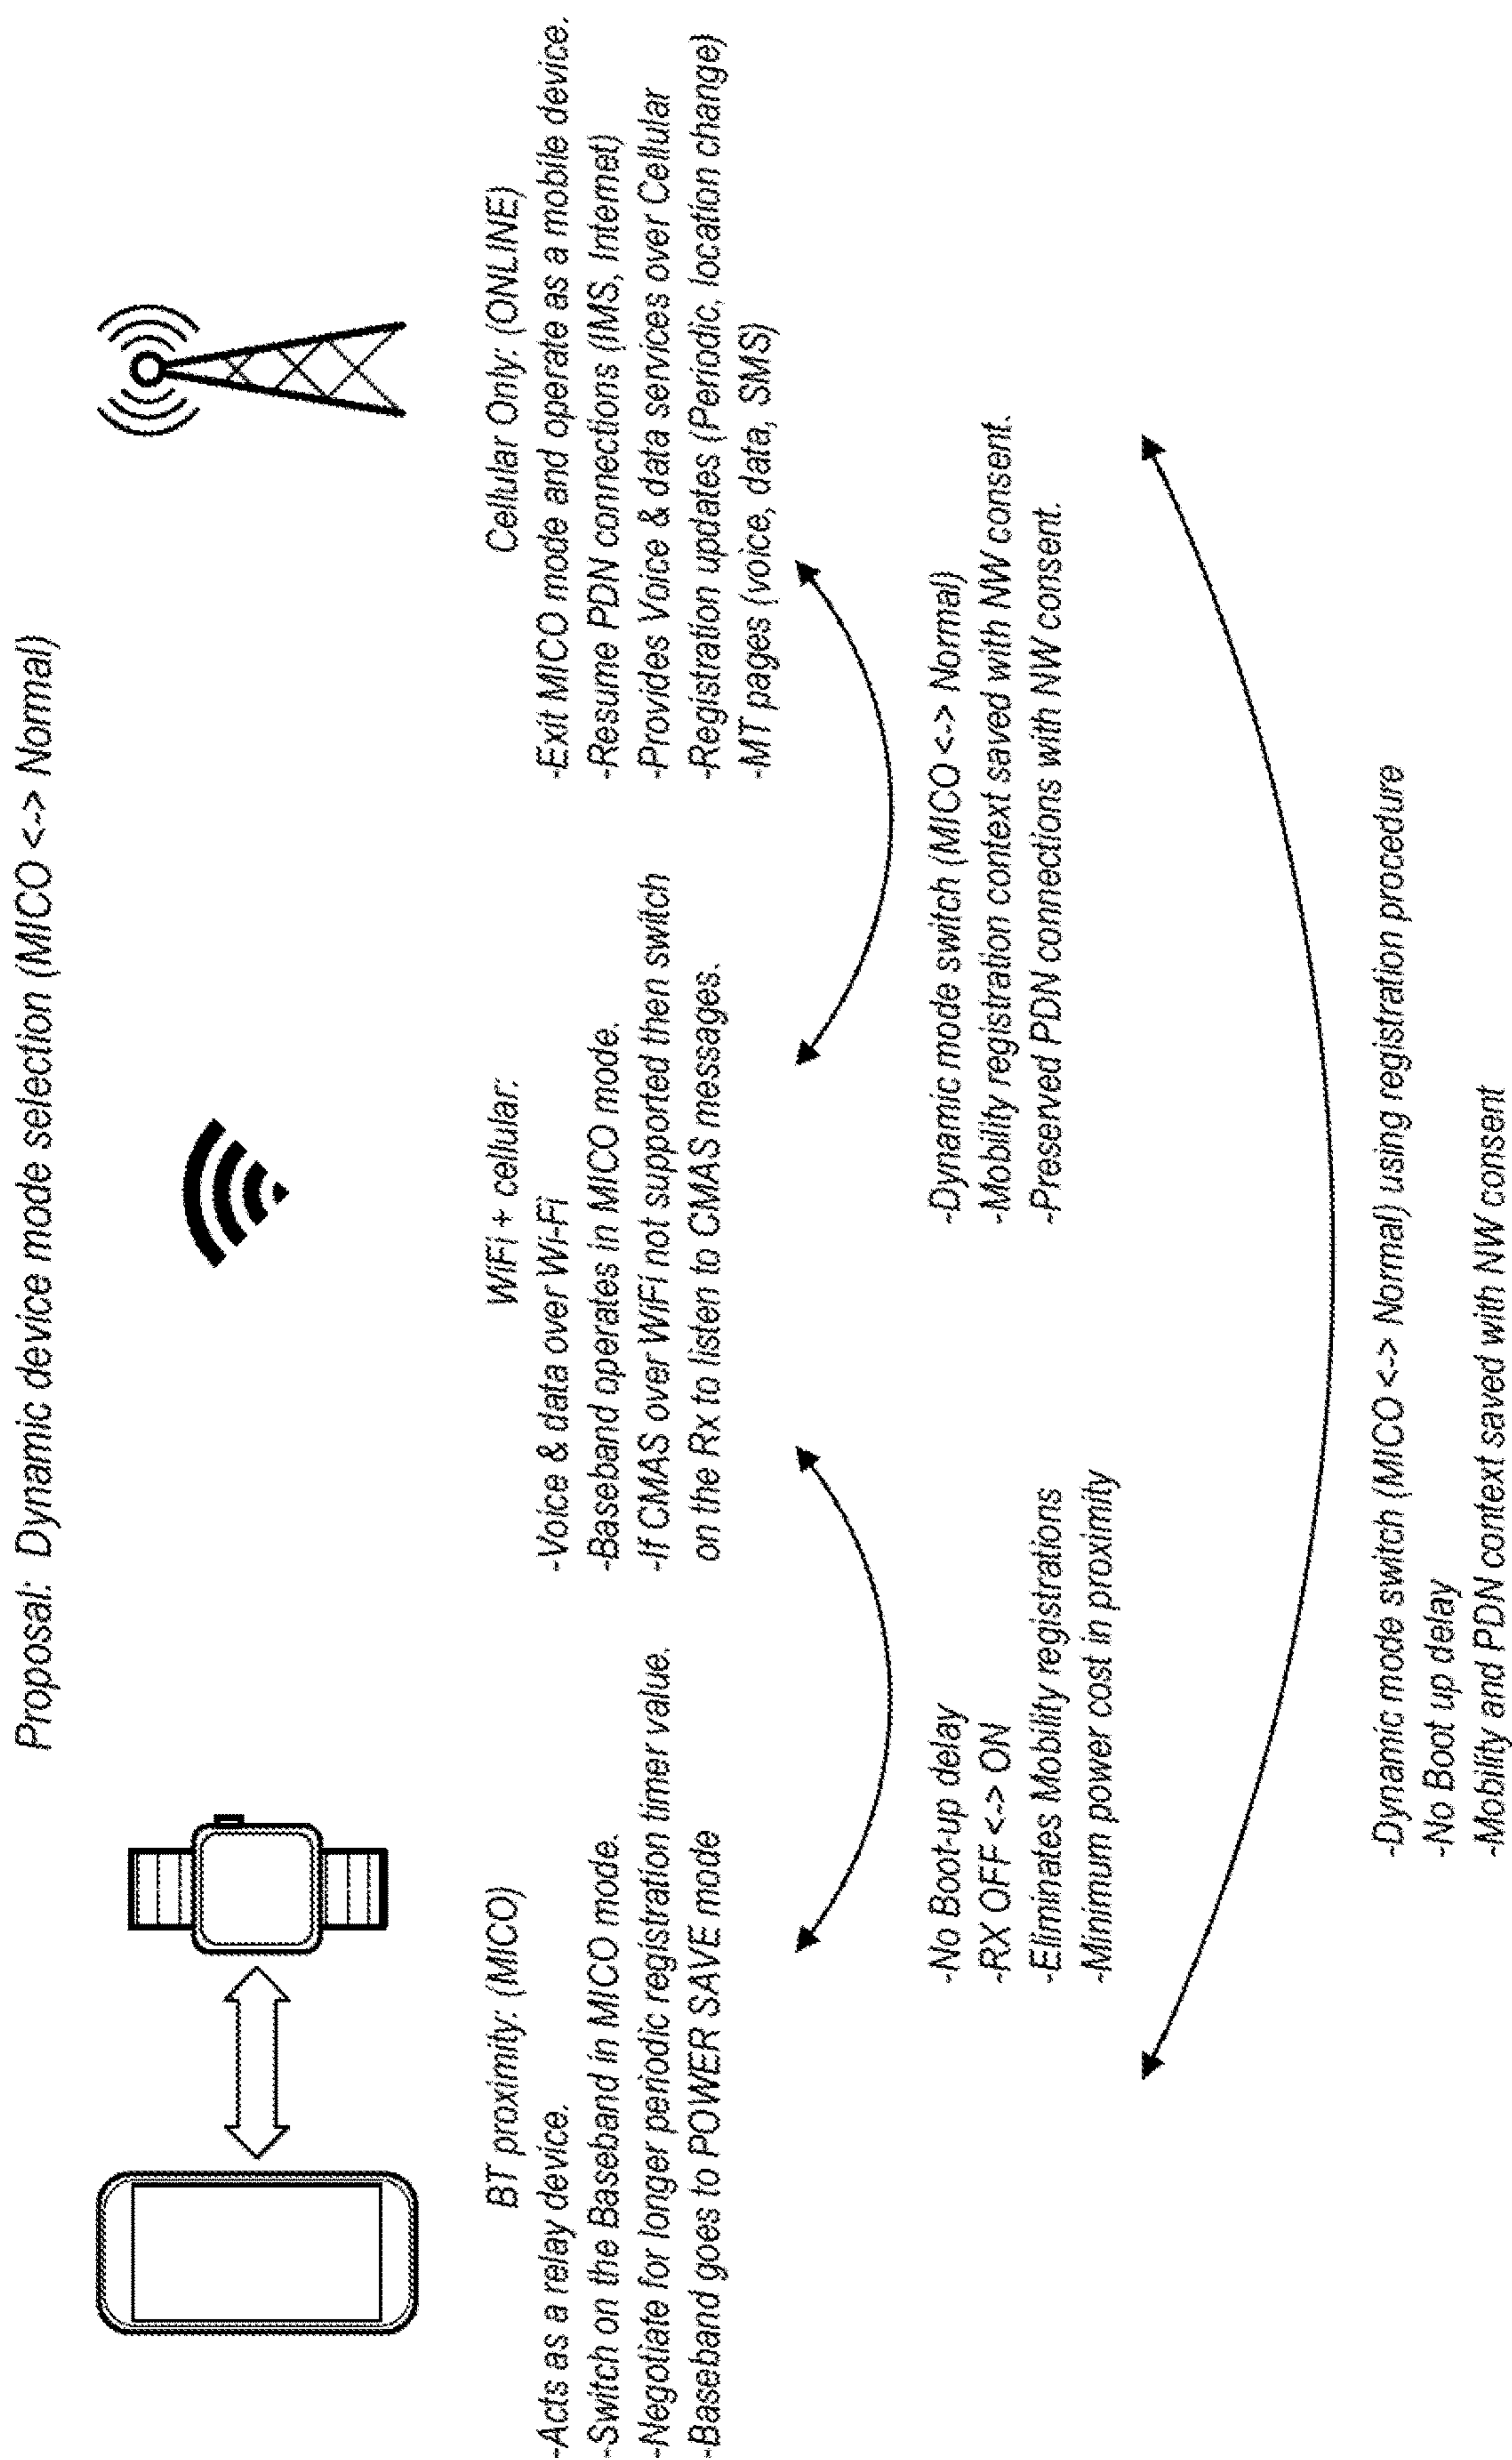 Proposal: Dynamic device mode selection (MICO <-> Normal)
BT proximity: (MICO)
-Acts as a relay device.
-Switch on the Baseband in MICO mode.
-Negotiate for longer periodic registration timer value.
-Baseband goes to POWER SAVE mode
WiFi + cellular:
-Voice & data over Wi-Fi
-Baseband operates in MICO mode.
-If CMAS over WiFi not supported then switch
on the Rx to listen to CMAS messages.
Cellular Only: (ONLINE)
-Exit MICO mode and operate as a mobile device.
-Resume PDN connections (IMS, Internet)
-Provides Voice & data services over Cellular
-Registration updates (Periodic, location change)
-MT pages (voice, data, SMS)
-No Boot-up delay
-RX OFF <-> ON
-Eliminates Mobility registrations
-Minimum power cost in proximity
-Dynamic mode switch (MICO <-> Normal)
-Mobility registration context saved with NW consent.
-Preserved PDN connections with NW consent.
-Dynamic mode switch (MICO <-> Normal) using registration procedure
-No Boot up delay
-Mobility and PDN context saved with NW consent